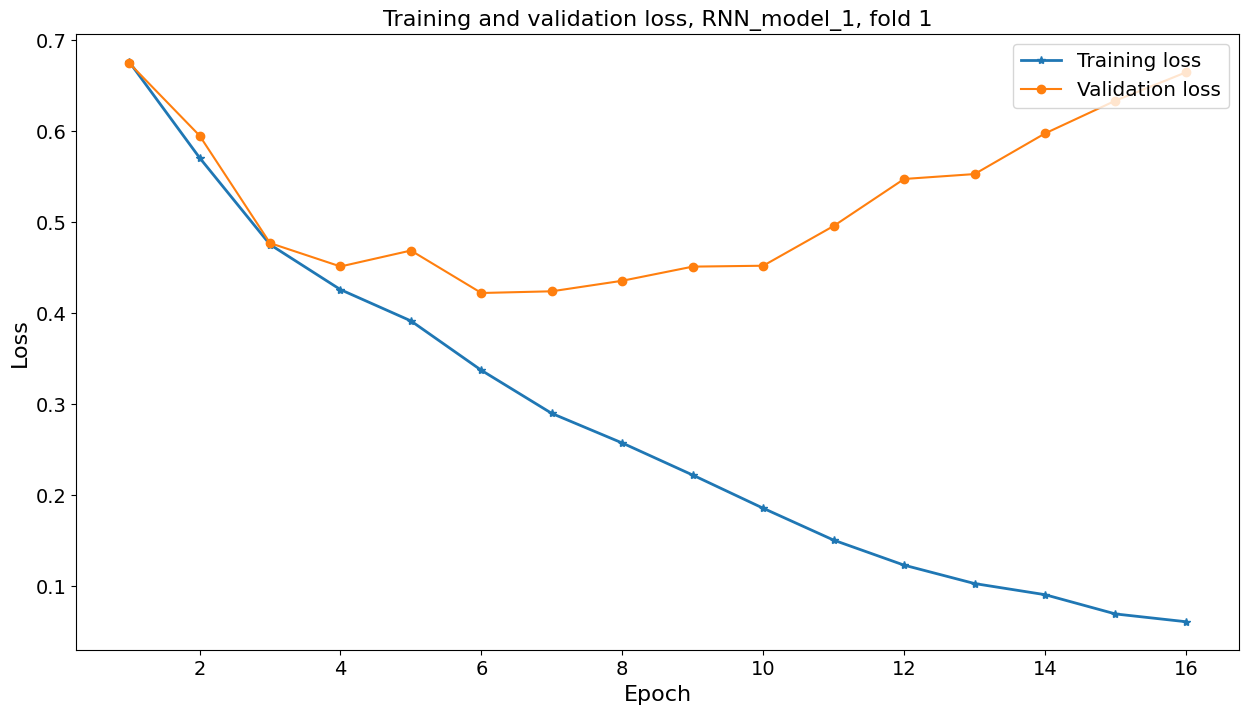 Training and validation loss, RNN_model_1, fold 1
Training loss
Validation loss
0.7
0.6
0.5
0.4
0.3
0.2
0.1
Loss
2 4 6 8 10 12 14 16
Epoch